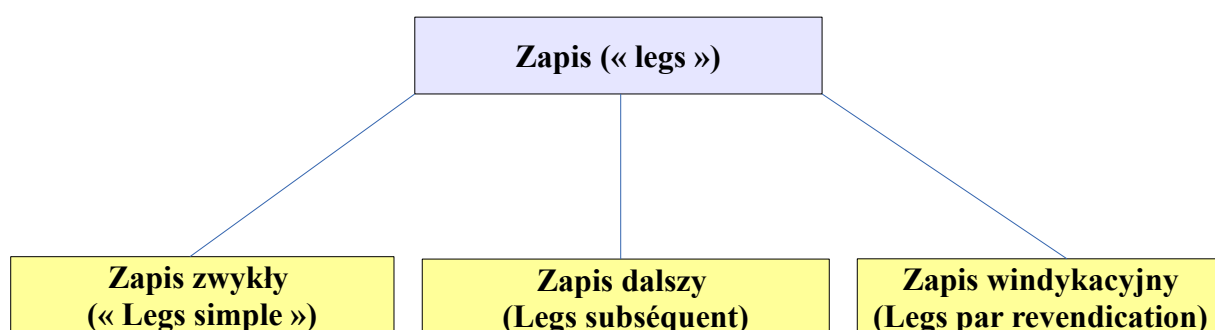 Zapis (« legs »)
Zapis zwykły
(« Legs simple »)
Zapis dalszy
(Legs subséquent)
Zapis windykacyjny
(Legs par revendication)